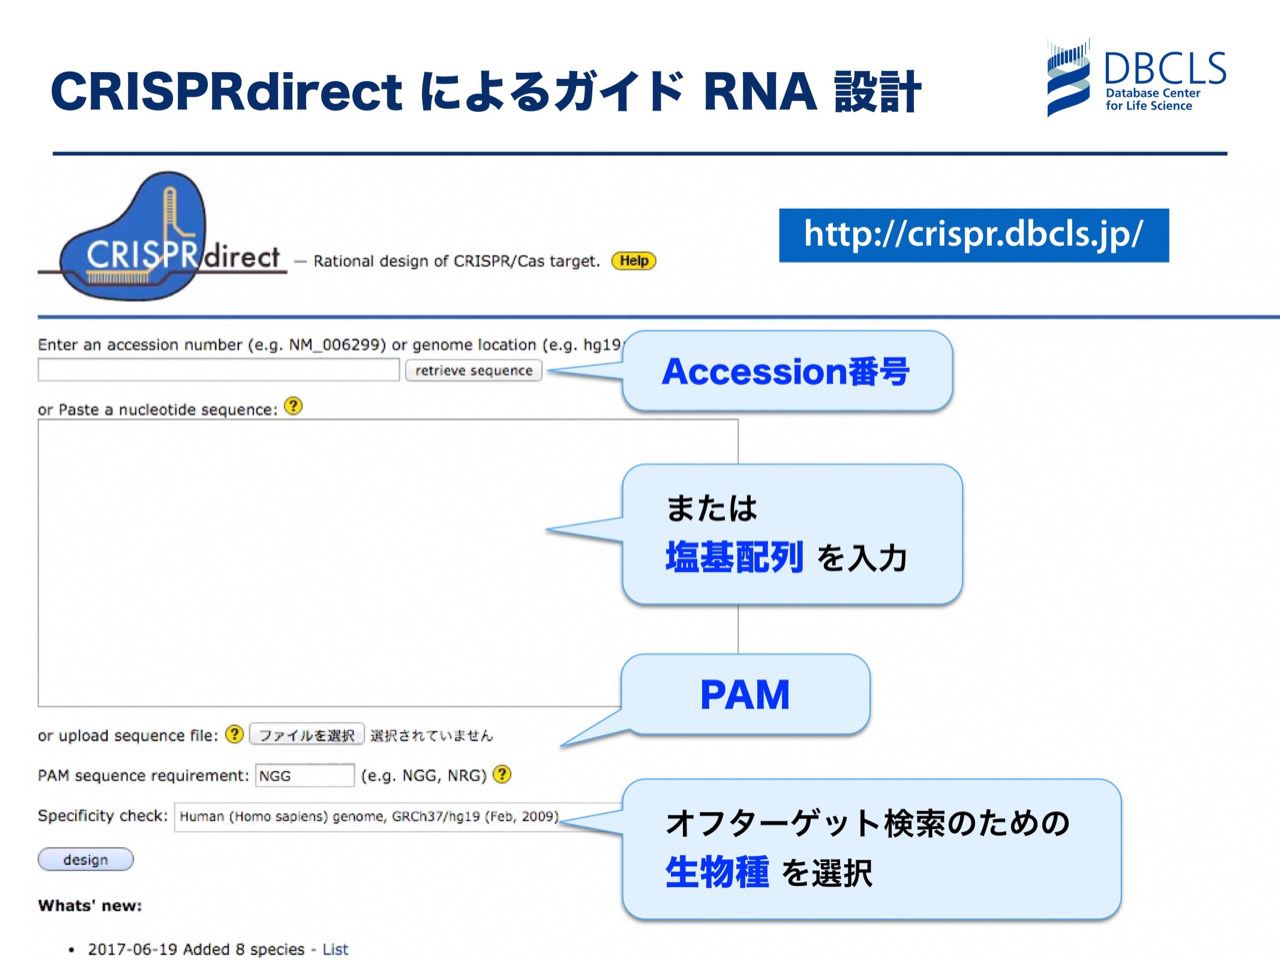 CRISPRdirect によるガイド RNA 設計
DBCLS
Database Center
for Life Science
http://crispr.dbcls.jp/
CRISPRdirect — Rational design of CRISPR/Cas target. Help
Enter an accession number (e.g. NM_006299) or genome location (e.g. hg19:
retrieve sequence
Accession番号
or Paste a nucleotide sequence: ?
または
塩基配列 を入力
PAM
or upload sequence file: ? ファイルを選択 選択されていません
PAM sequence requirement: NGG (e.g. NGG, NRG) ?
Specificity check: Human (Homo sapiens) genome, GRCh37/hg19 (Feb, 2009)
オフターゲット検索のための
生物種 を選択
design
Whats' new:
• 2017-06-19 Added 8 species - List